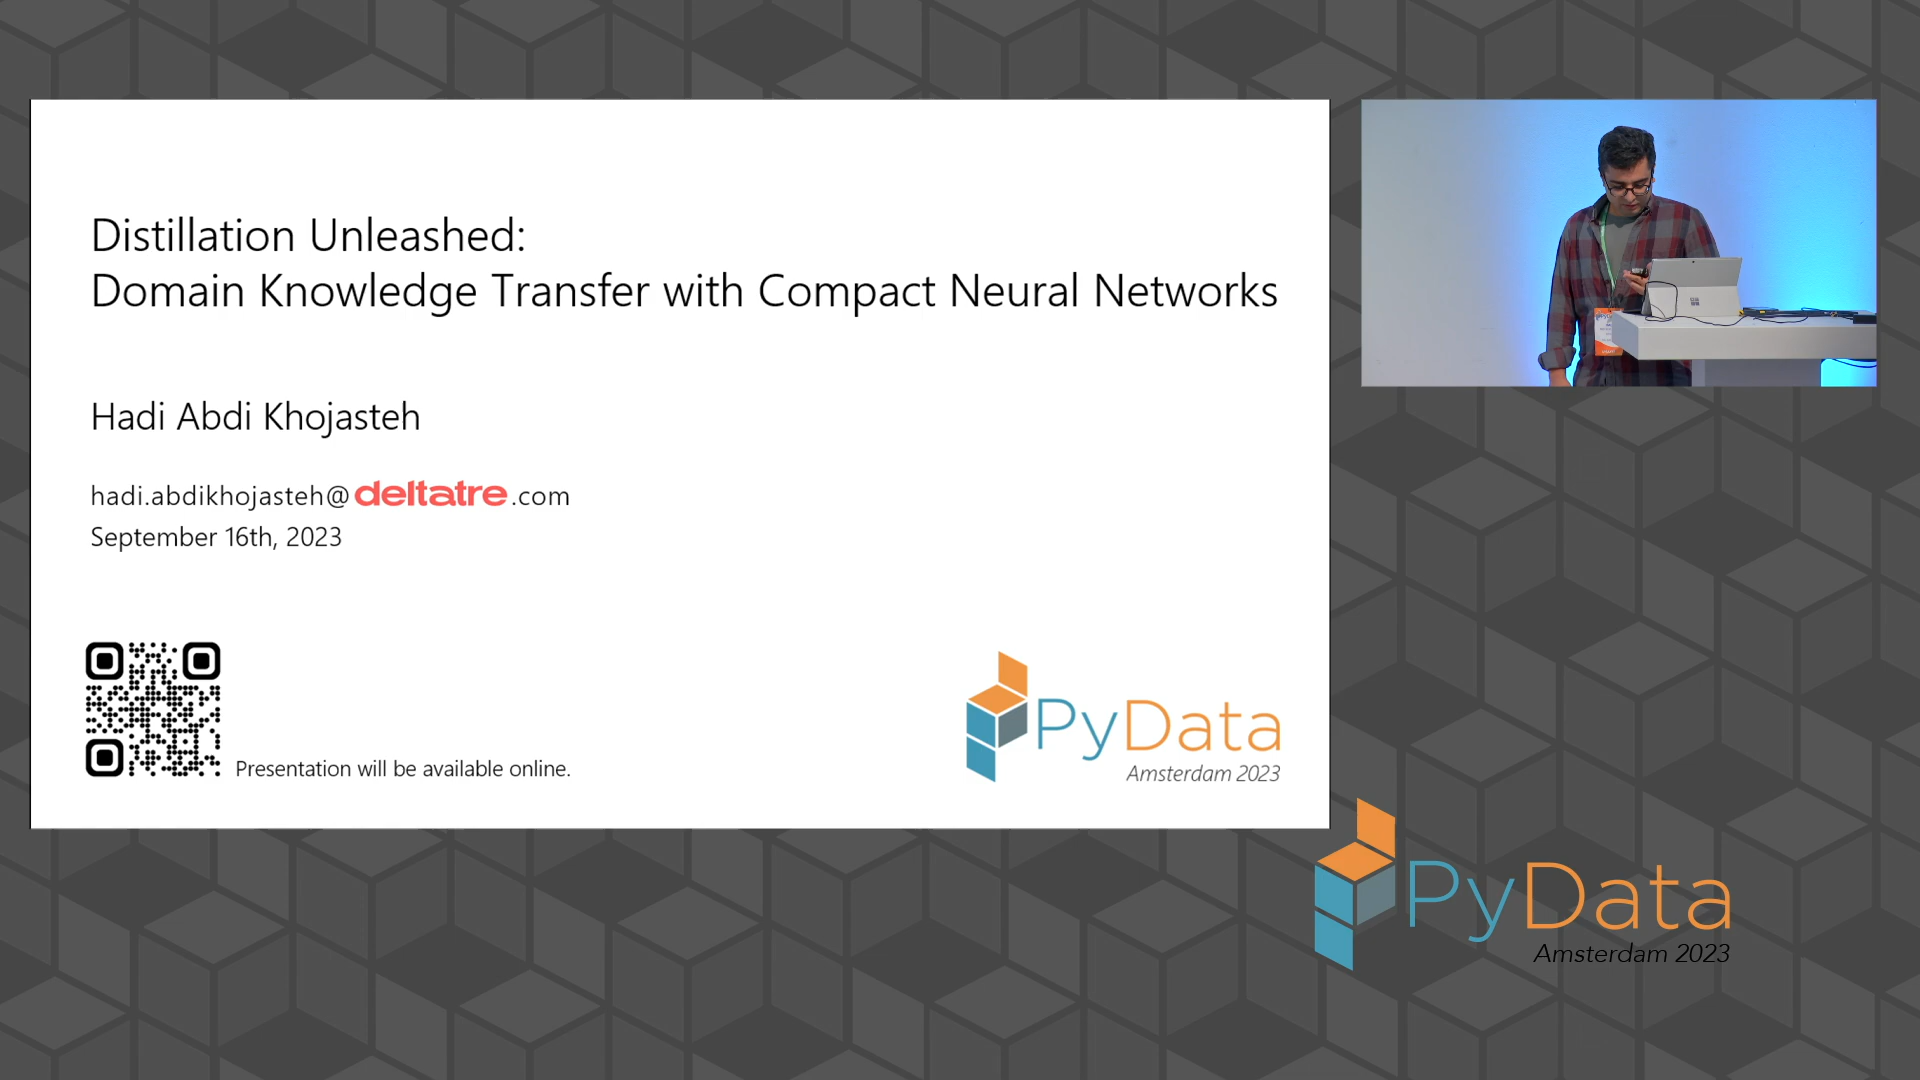 Distillation Unleashed:
Domain Knowledge Transfer with Compact Neural Networks
Hadi Abdi Khojasteh
hadi.abdikhojasteh@deltatre.com
September 16th, 2023
Presentation will be available online.
PyData
Amsterdam 2023
PyData
Amsterdam 2023